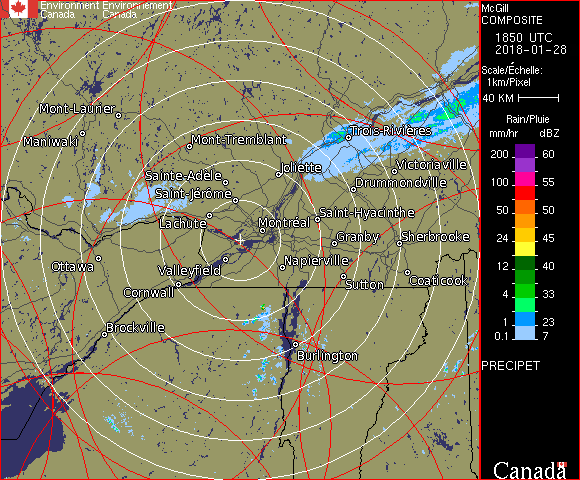 Environment Environnement
Canada Canada
McGill
COMPOSITE
1850 UTC
2018-01-28
Scale/Échelle:
1km/Pixel
40 KM
Rain/Pluie
mm/hr dBZ
200 60
100 55
75 53
50 50
24 45
12 40
4 33
1 23
0.1 7
PRECIPET
Canada
Mont-Laurier
Maniwaki
Mont-Tremblant
Trois-Rivières
Joliette
Victoriaville
Sainte-Adèle
Drummondville
Saint-Jérôme
Saint-Hyacinthe
Lachute
Montréal
Granby
Sherbrooke
Ottawa
Valleyfield
Napierville
Cornwall
Sutton
Coaticook
Brockville
Burlington